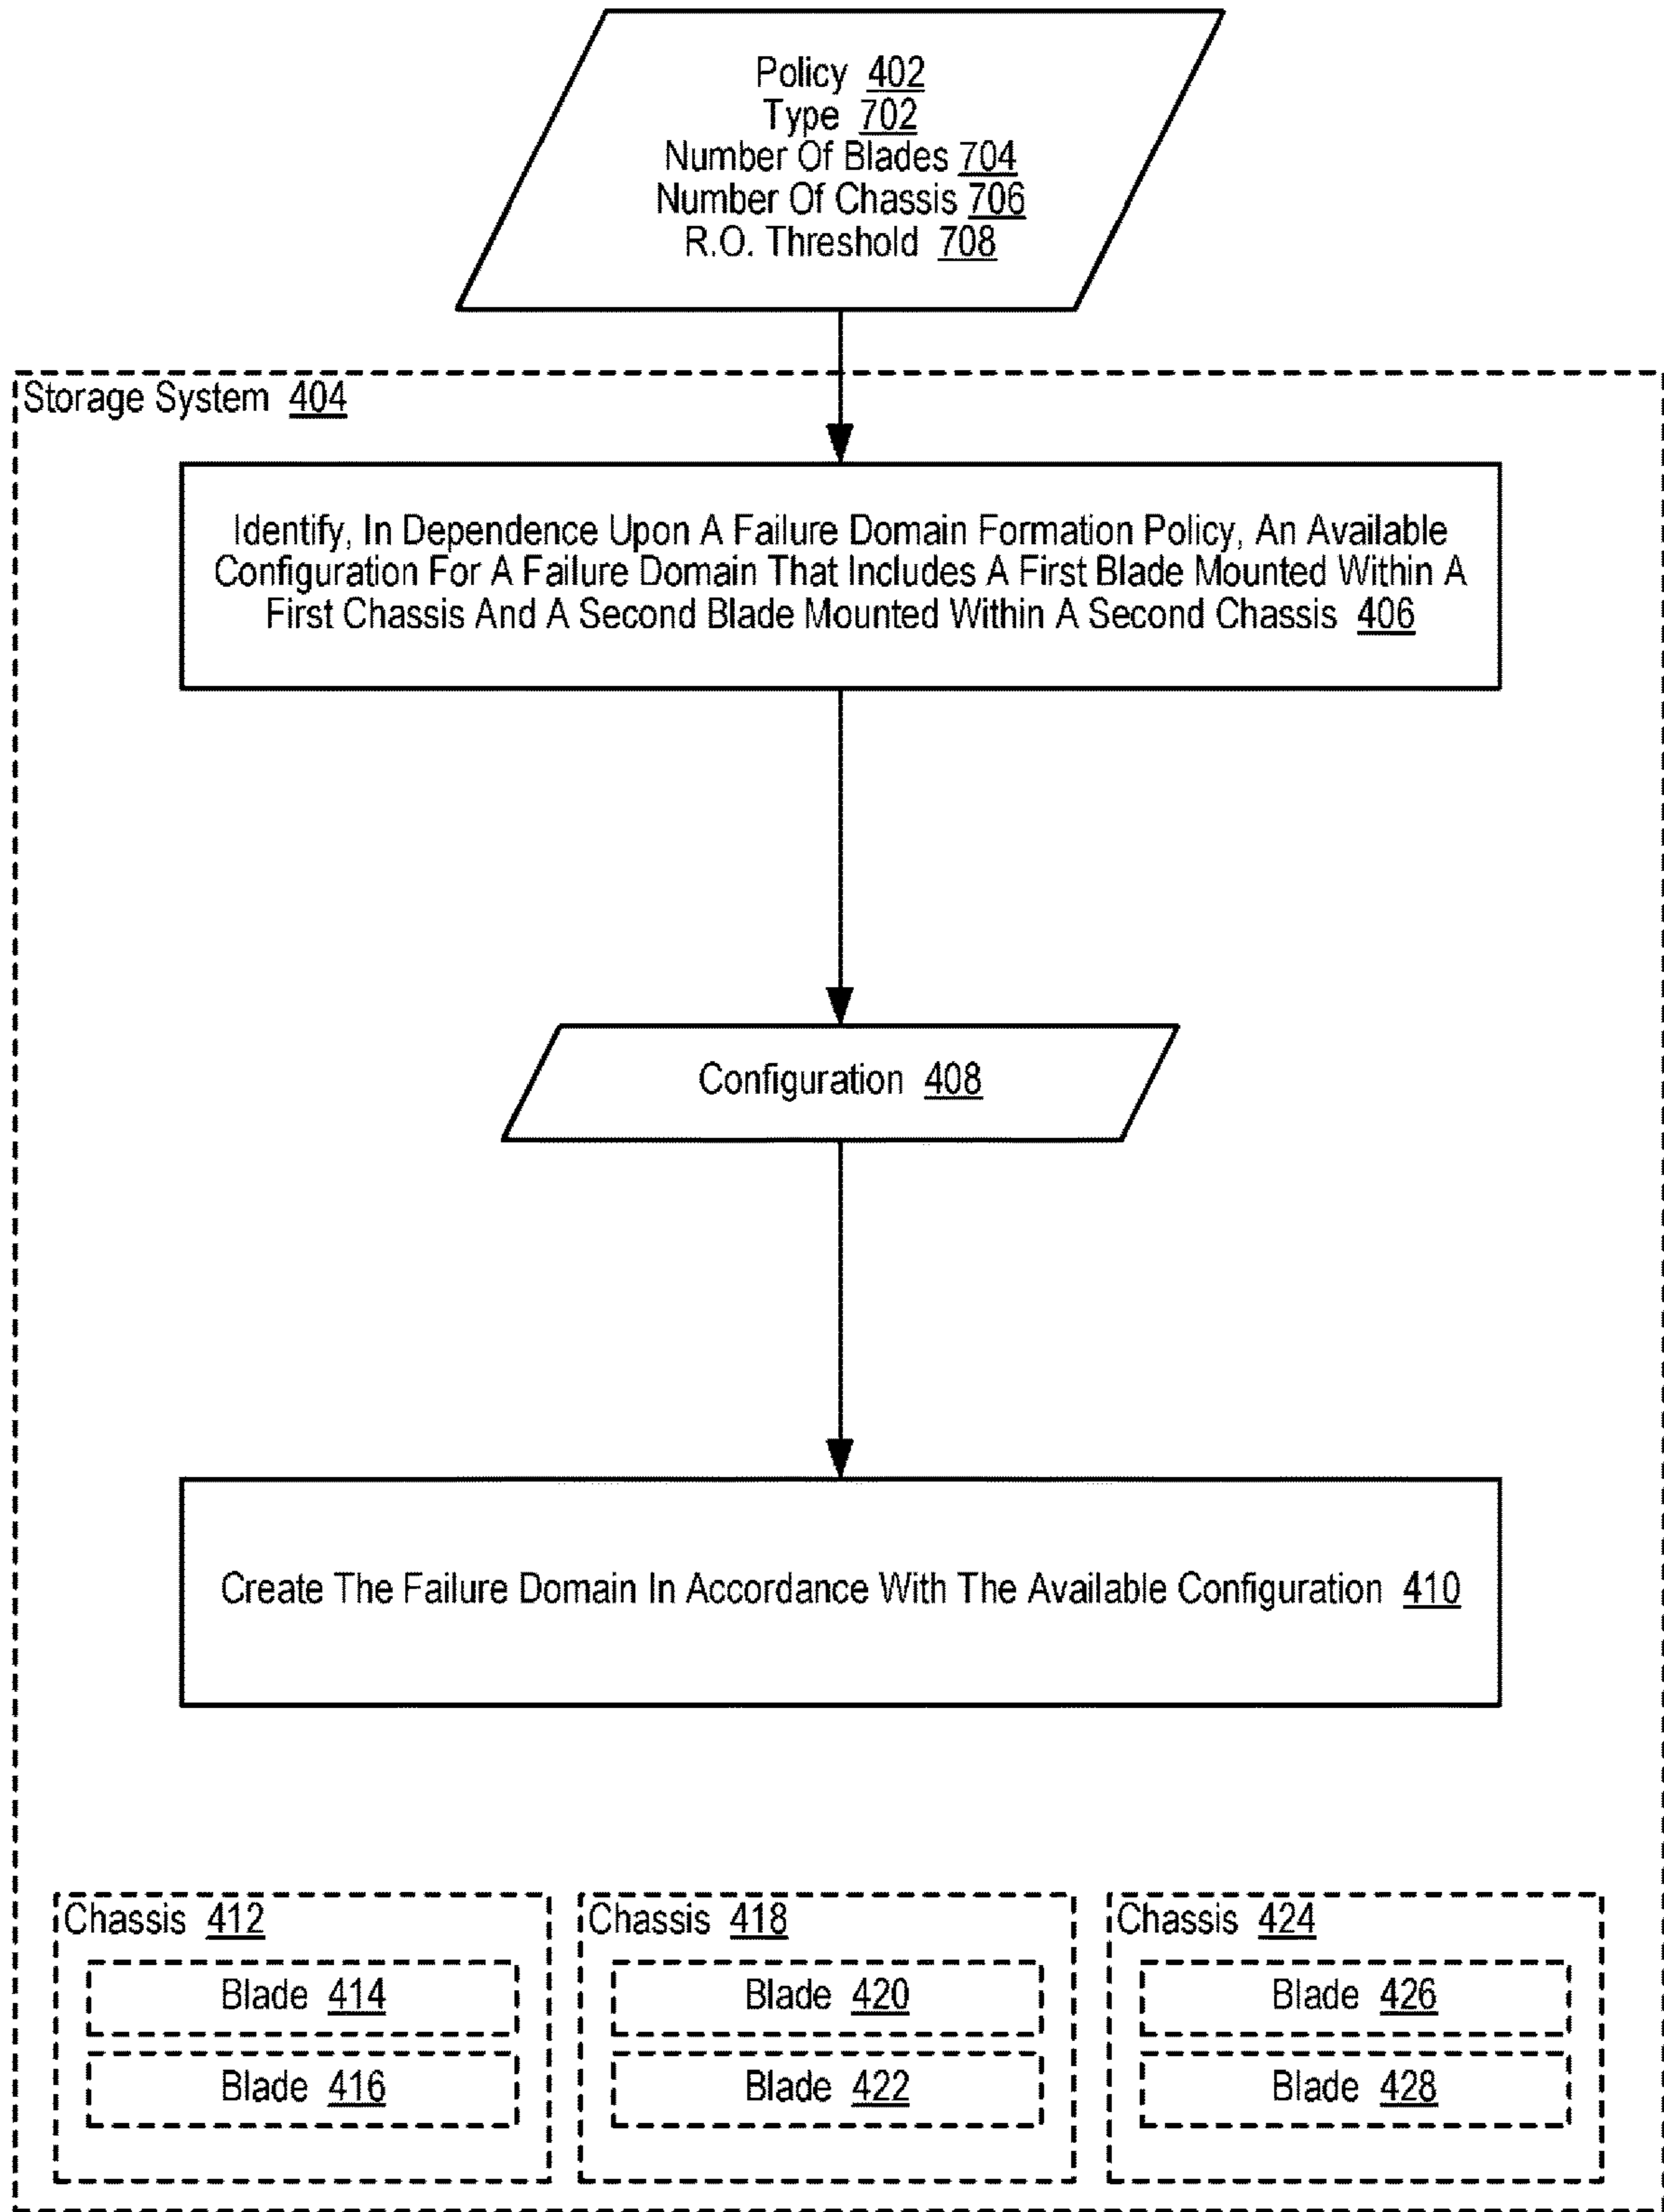 Policy 402
Type 702
Number Of Blades 704
Number Of Chassis 706
R.O. Threshold 708
Storage System 404
Identify, In Dependence Upon A Failure Domain Formation Policy, An Available
Configuration For A Failure Domain That Includes A First Blade Mounted Within A
First Chassis And A Second Blade Mounted Within A Second Chassis 406
Configuration 408
Create The Failure Domain In Accordance With The Available Configuration 410
Chassis 412
Blade 414
Blade 416
Chassis 418
Blade 420
Blade 422
Chassis 424
Blade 426
Blade 428